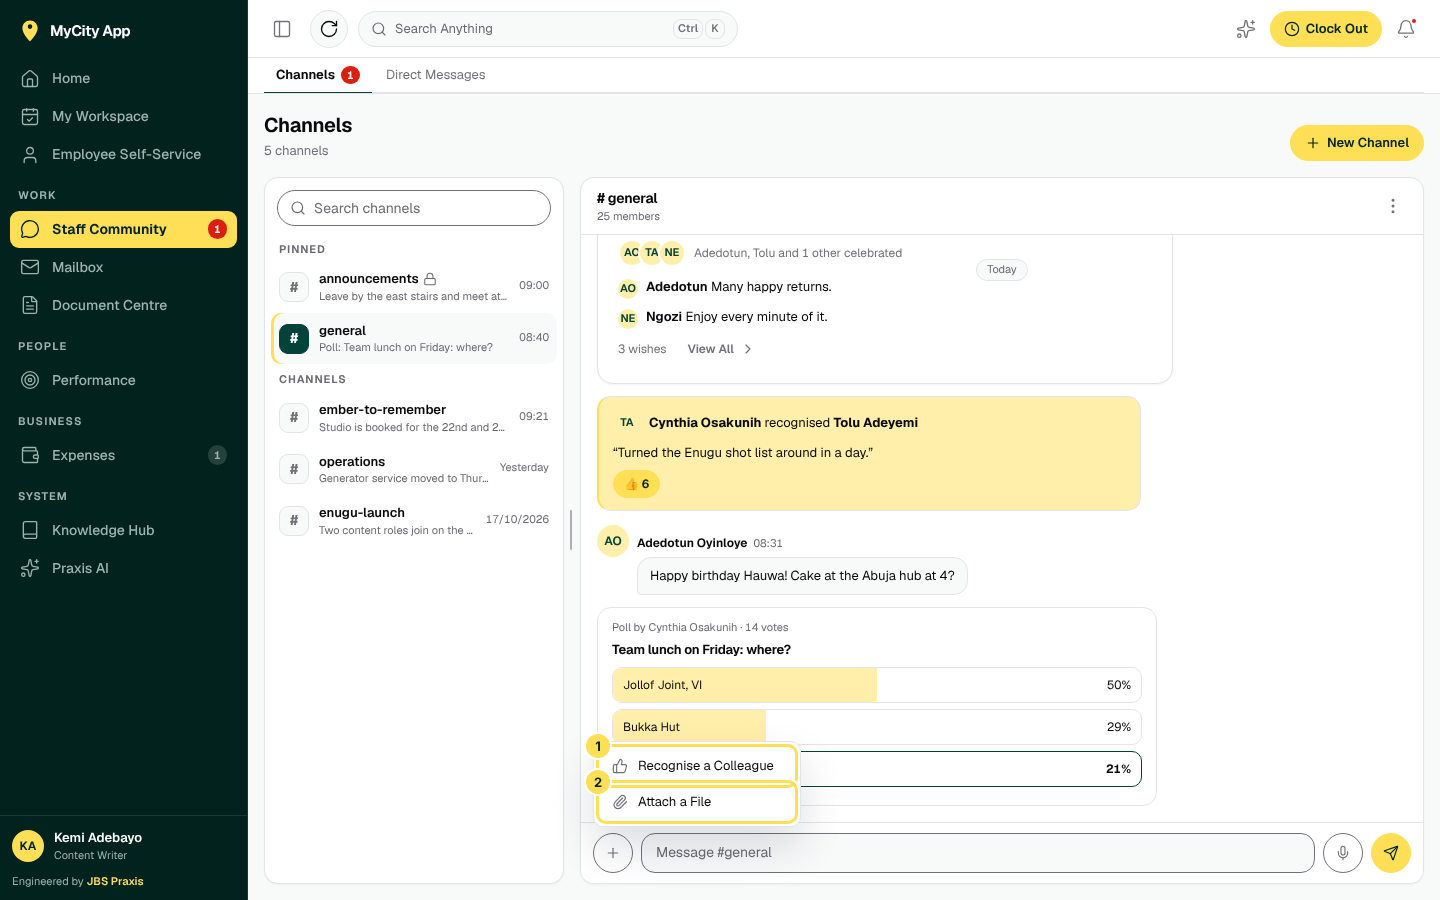 MyCity App
Home
My Workspace
Employee Self-Service
WORK
Staff Community 1
Mailbox
Document Centre
PEOPLE
Performance
BUSINESS
Expenses 1
SYSTEM
Knowledge Hub
Praxis AI
KA
Kemi Adebayo
Content Writer
Engineered by JBS Praxis
Search Anything Ctrl K
Clock Out
Channels 1 Direct Messages
Channels
5 channels
New Channel
Search channels
PINNED
# announcements 09:00
Leave by the east stairs and meet at...
# general 08:40
Poll: Team lunch on Friday: where?
CHANNELS
# ember-to-remember 09:21
Studio is booked for the 22nd and 2...
# operations Yesterday
Generator service moved to Thur...
# enugu-launch 17/10/2026
Two content roles join on the ...
# general
25 members
AO TA NE Adedotun, Tolu and 1 other celebrated
Today
AO Adedotun Many happy returns.
NE Ngozi Enjoy every minute of it.
3 wishes View All
TA Cynthia Osakunih recognised Tolu Adeyemi
“Turned the Enugu shot list around in a day.”
👍 6
AO Adedotun Oyinloye 08:31
Happy birthday Hauwa! Cake at the Abuja hub at 4?
Poll by Cynthia Osakunih · 14 votes
Team lunch on Friday: where?
Jollof Joint, VI 50%
Bukka Hut 29%
21%
1 Recognise a Colleague
2 Attach a File
Message #general